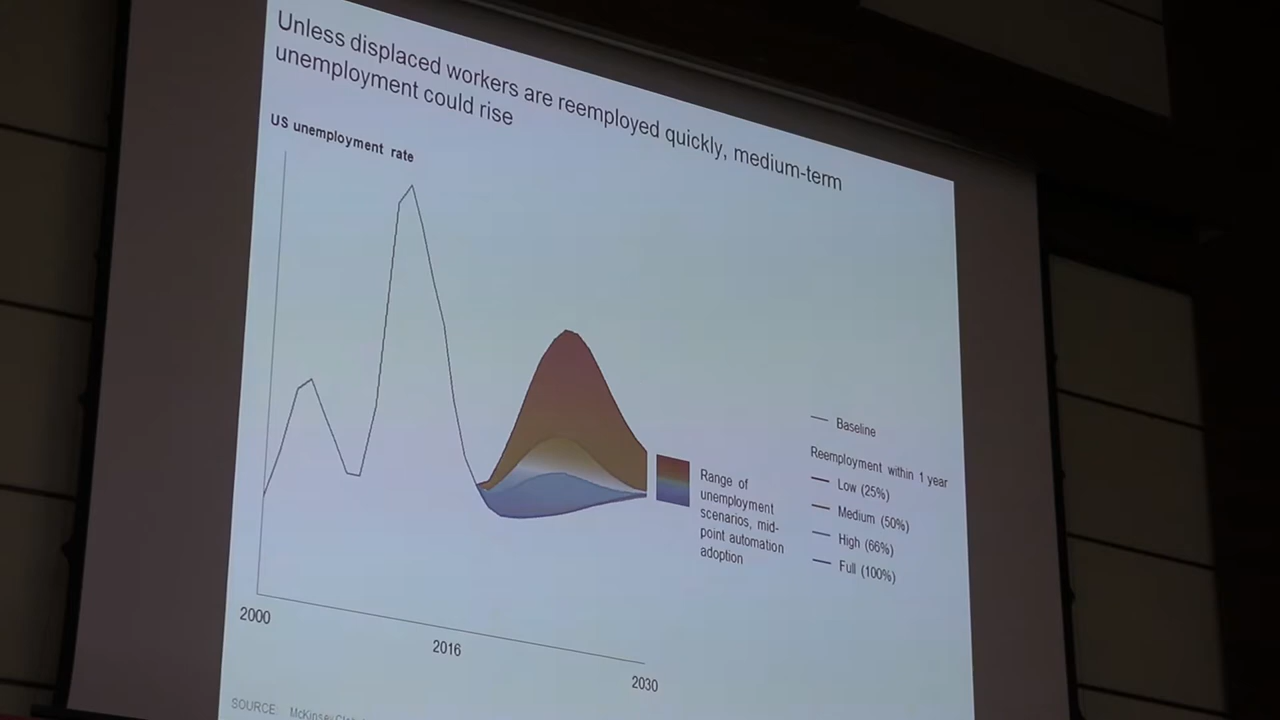 Unless displaced workers are reemployed quickly, medium-term
unemployment could rise
US unemployment rate
Baseline
Reemployment within 1 year
Low (25%)
Medium (50%)
High (66%)
Full (100%)
Range of
unemployment
scenarios, mid-
point automation
adoption
2000
2016
2030
SOURCE: McKinsey